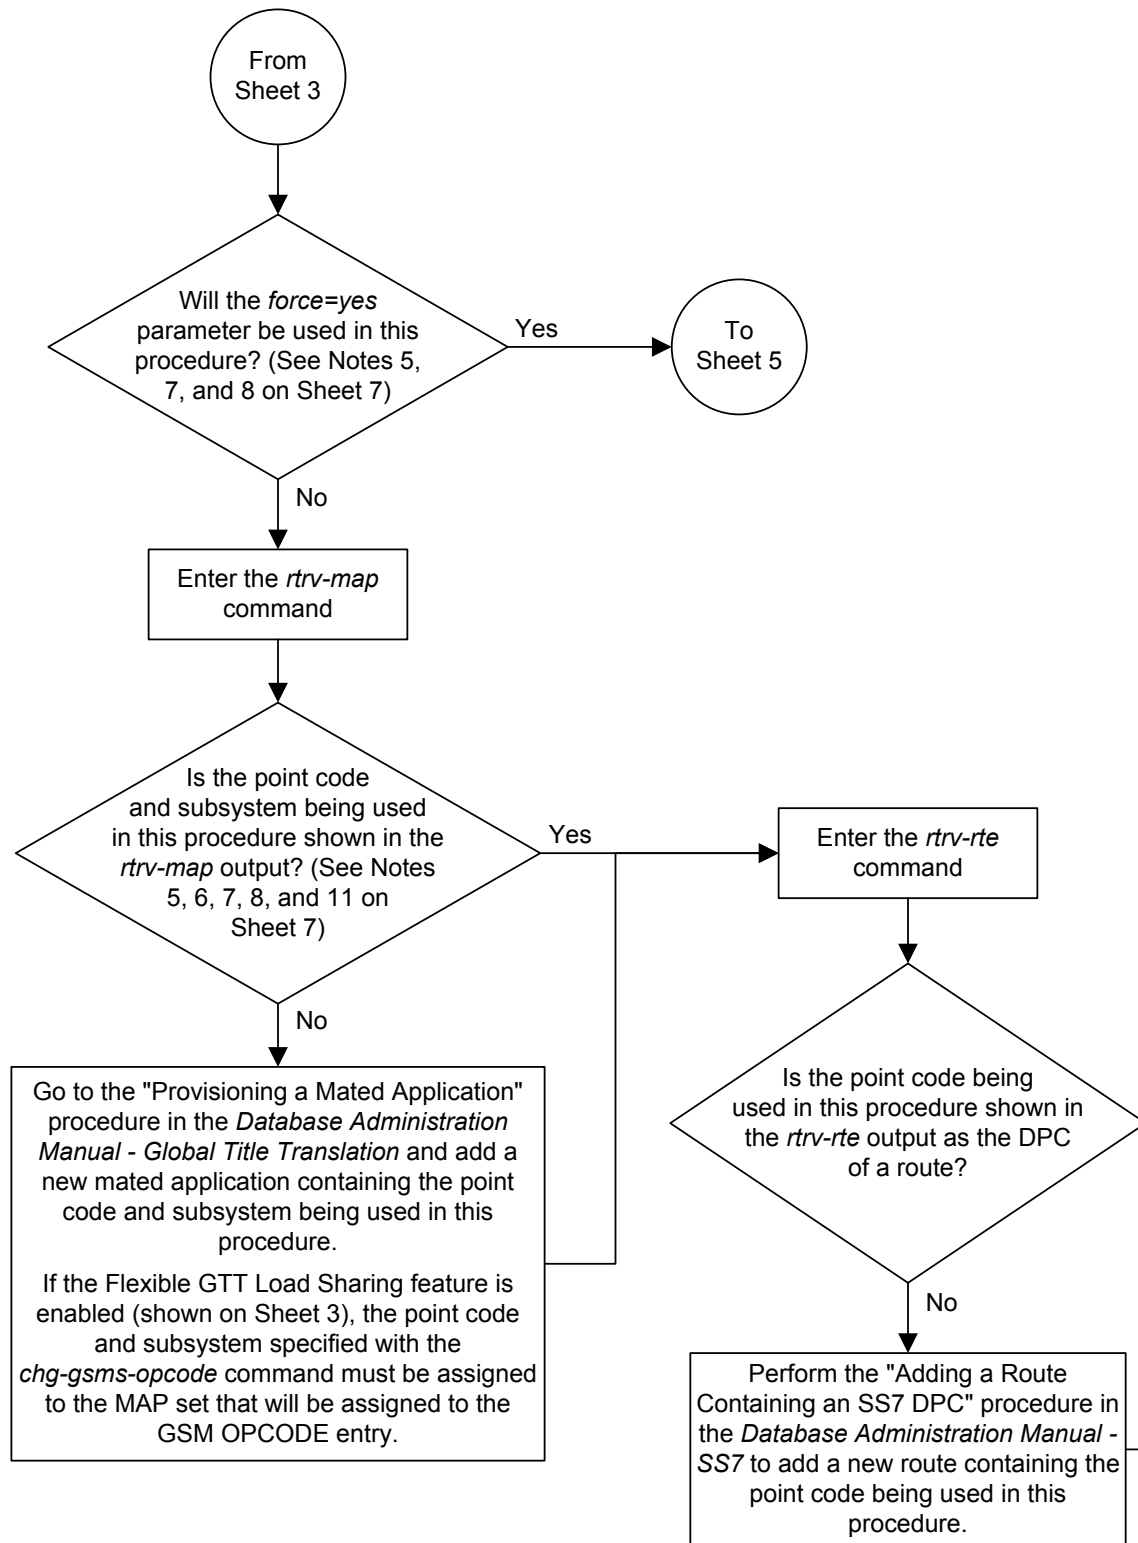 From
Sheet 3
Will the force=yes
parameter be used in this
procedure? (See Notes 5,
7, and 8 on Sheet 7)
Yes
To
Sheet 5
No
Enter the rtrv-map
command
Is the point code
and subsystem being used
in this procedure shown in the
rtrv-map output? (See Notes
5, 6, 7, 8, and 11 on
Sheet 7)
Yes
Enter the rtrv-rte
command
No
Go to the "Provisioning a Mated Application"
procedure in the Database Administration
Manual - Global Title Translation and add a
new mated application containing the point
code and subsystem being used in this
procedure.
If the Flexible GTT Load Sharing feature is
enabled (shown on Sheet 3), the point code
and subsystem specified with the
chg-gsms-opcode command must be assigned
to the MAP set that will be assigned to the
GSM OPCODE entry.
Is the point code being
used in this procedure shown in
the rtrv-rte output as the DPC
of a route?
No
Perform the "Adding a Route
Containing an SS7 DPC" procedure in
the Database Administration Manual -
SS7 to add a new route containing the
point code being used in this
procedure.